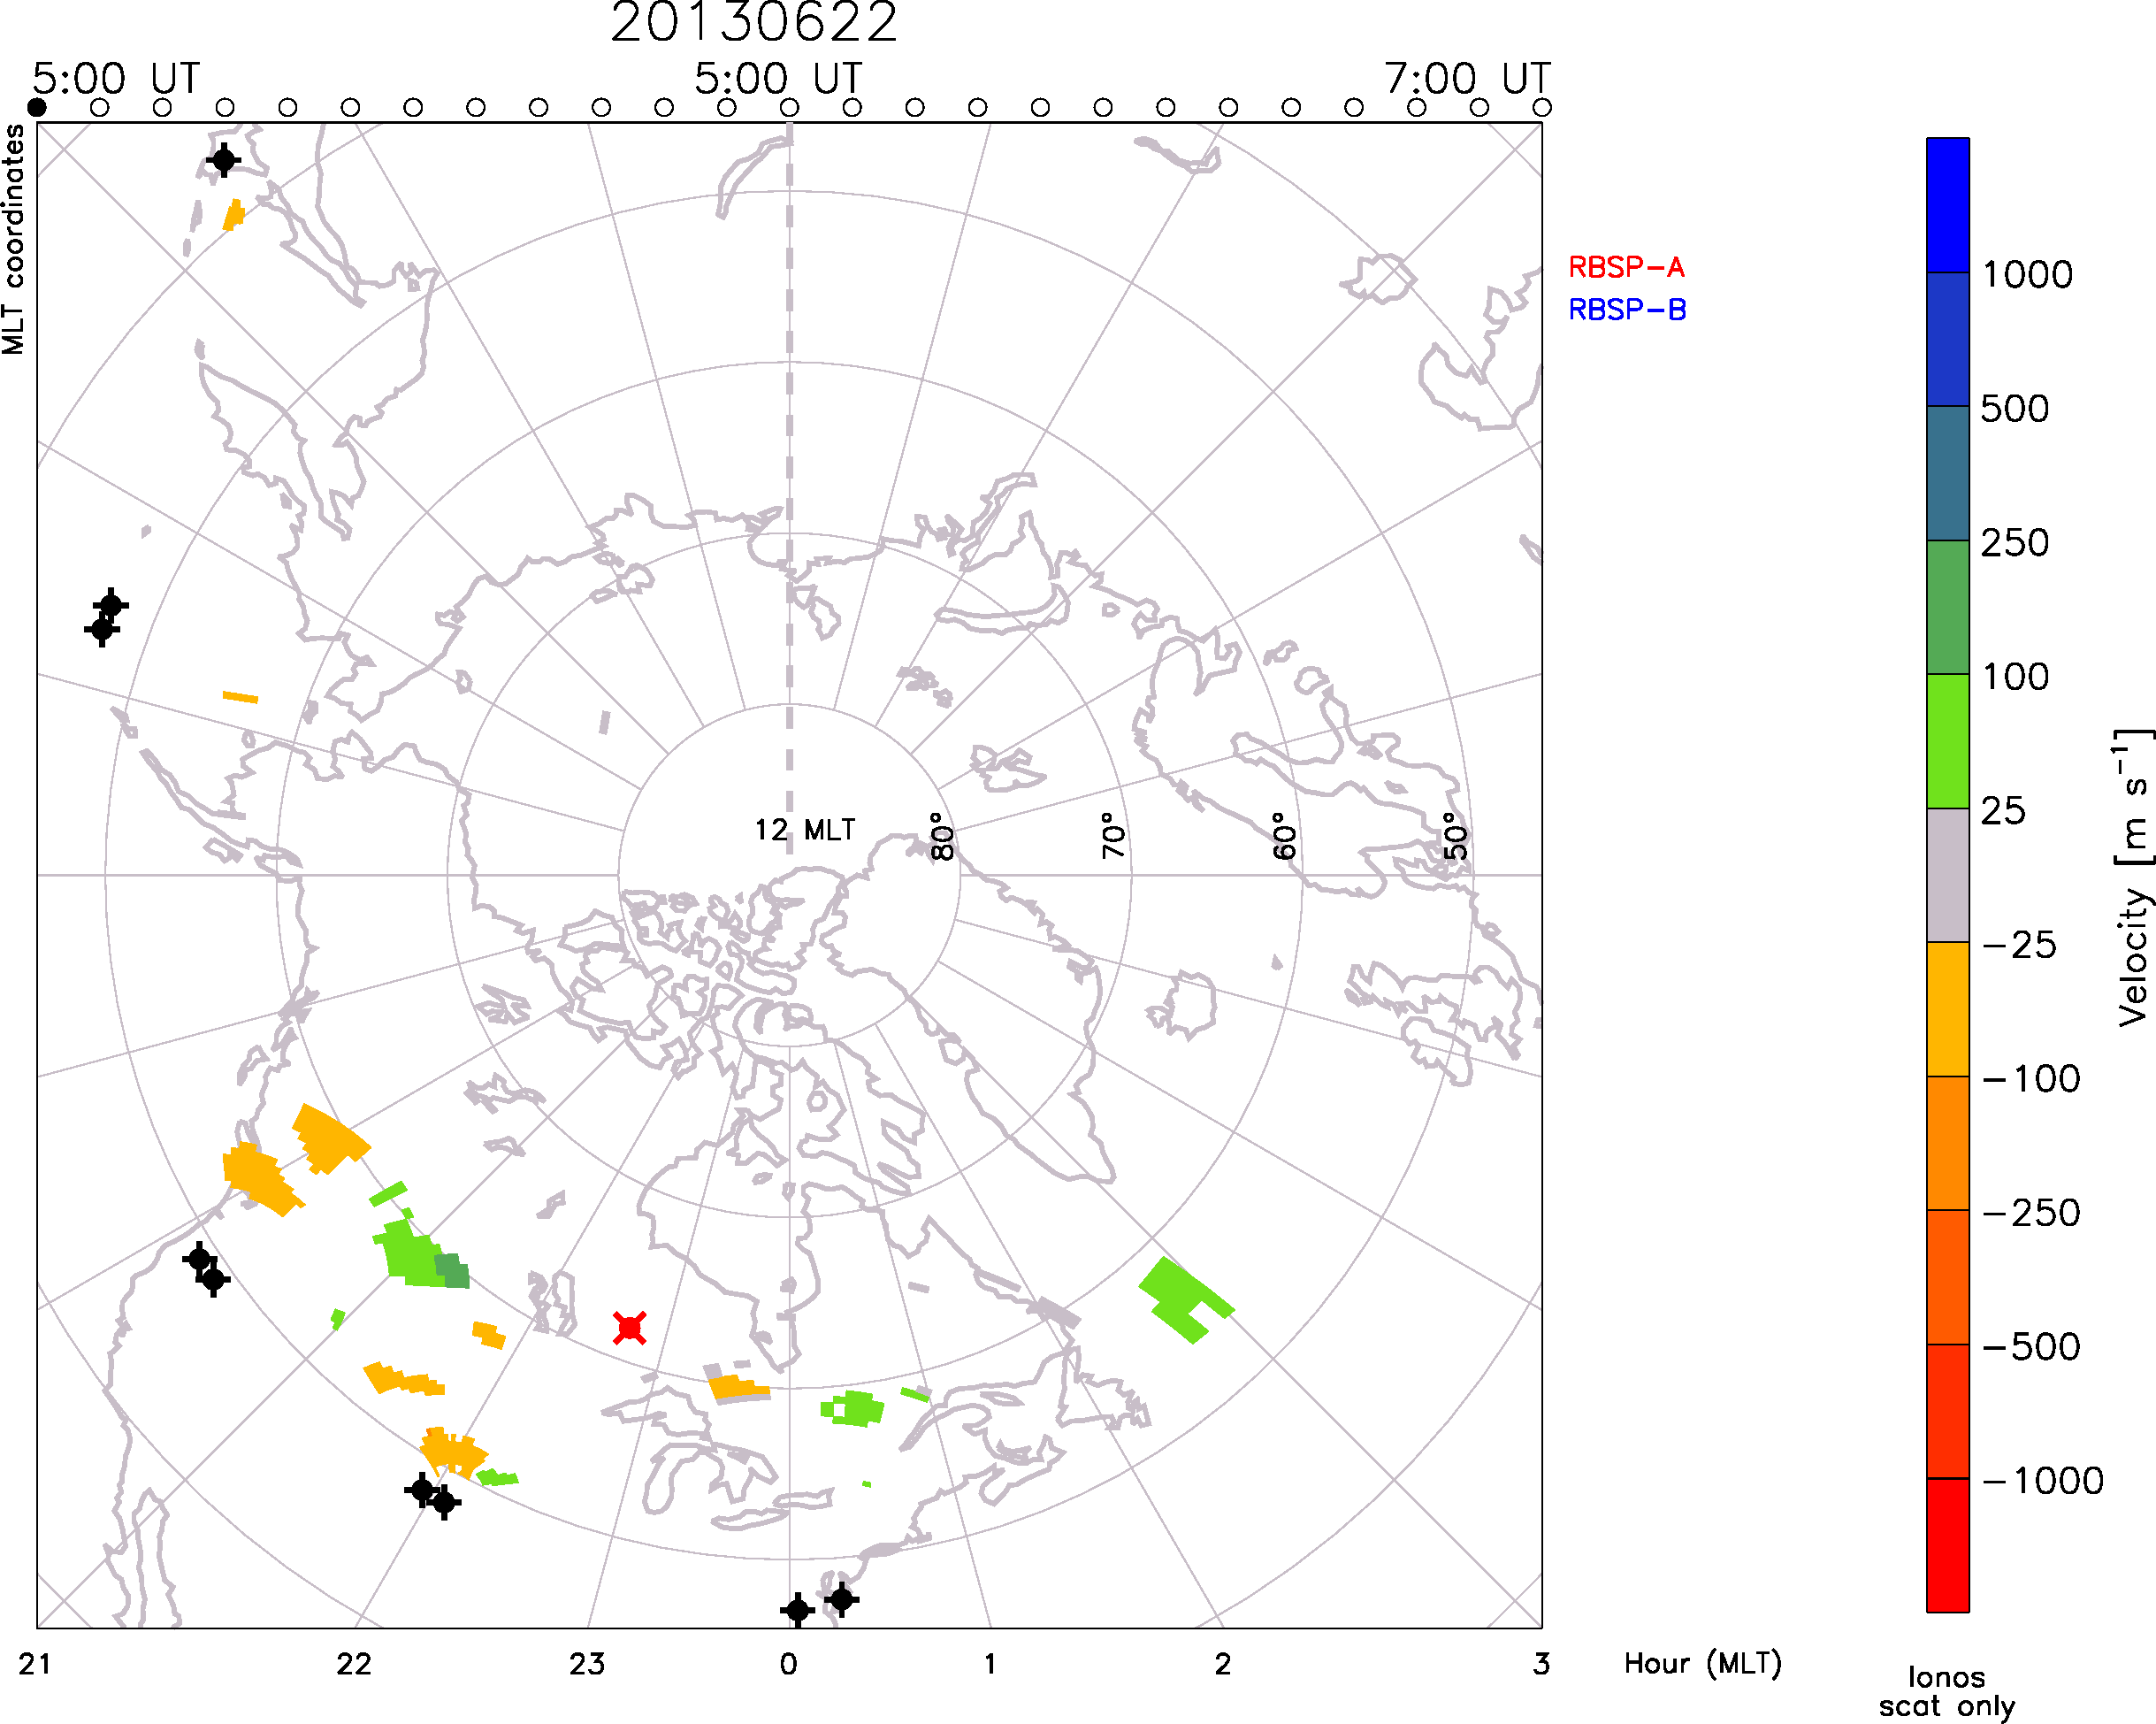 20130622
5:00 UT
5:00 UT
7:00 UT
MLT coordinates
RBSP-A
RBSP-B
12 MLT
80°
70°
60°
50°
1000
500
250
100
25
-25
-100
-250
-500
-1000
Velocity [m s⁻¹]
21
22
23
0
1
2
3
Hour (MLT)
Ionos
scat only